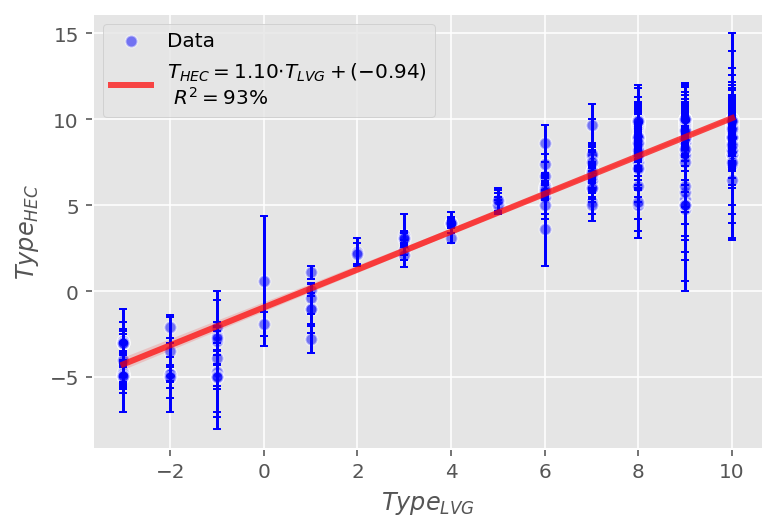 Data
T_HEC = 1.10·T_LVG + (−0.94)
R² = 93%
15
10
5
0
−5
Type_HEC
−2 0 2 4 6 8 10
Type_LVG